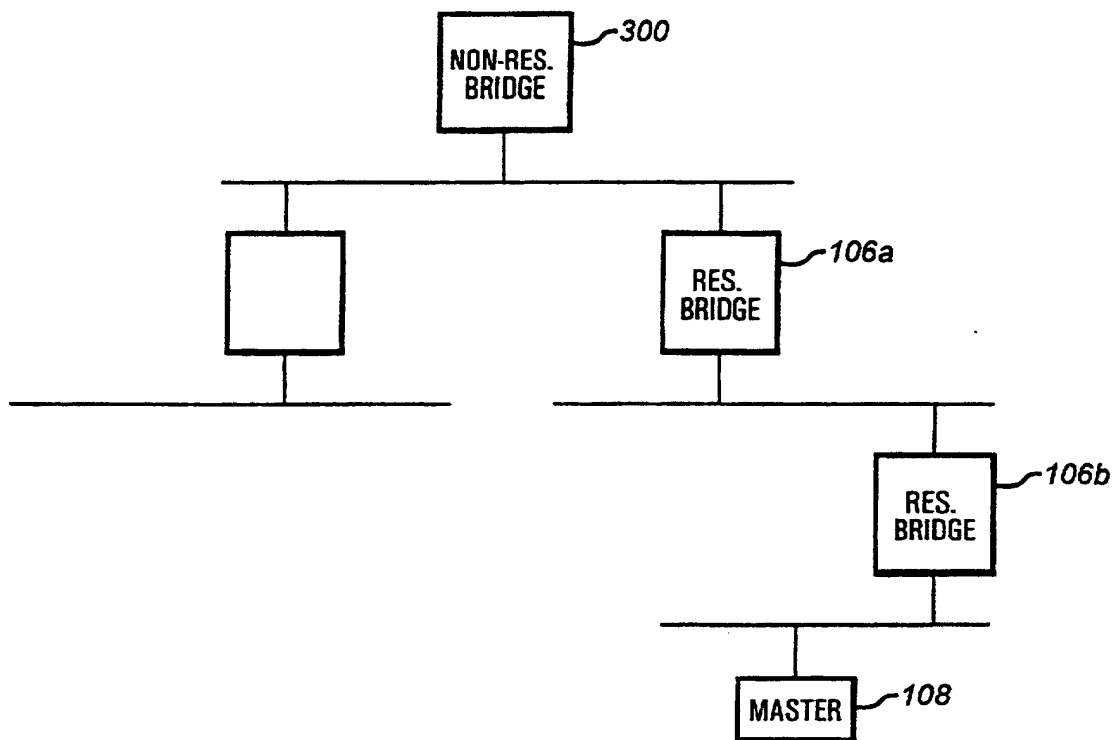 300
NON-RES.
BRIDGE
106a
RES.
BRIDGE
106b
RES.
BRIDGE
108
MASTER